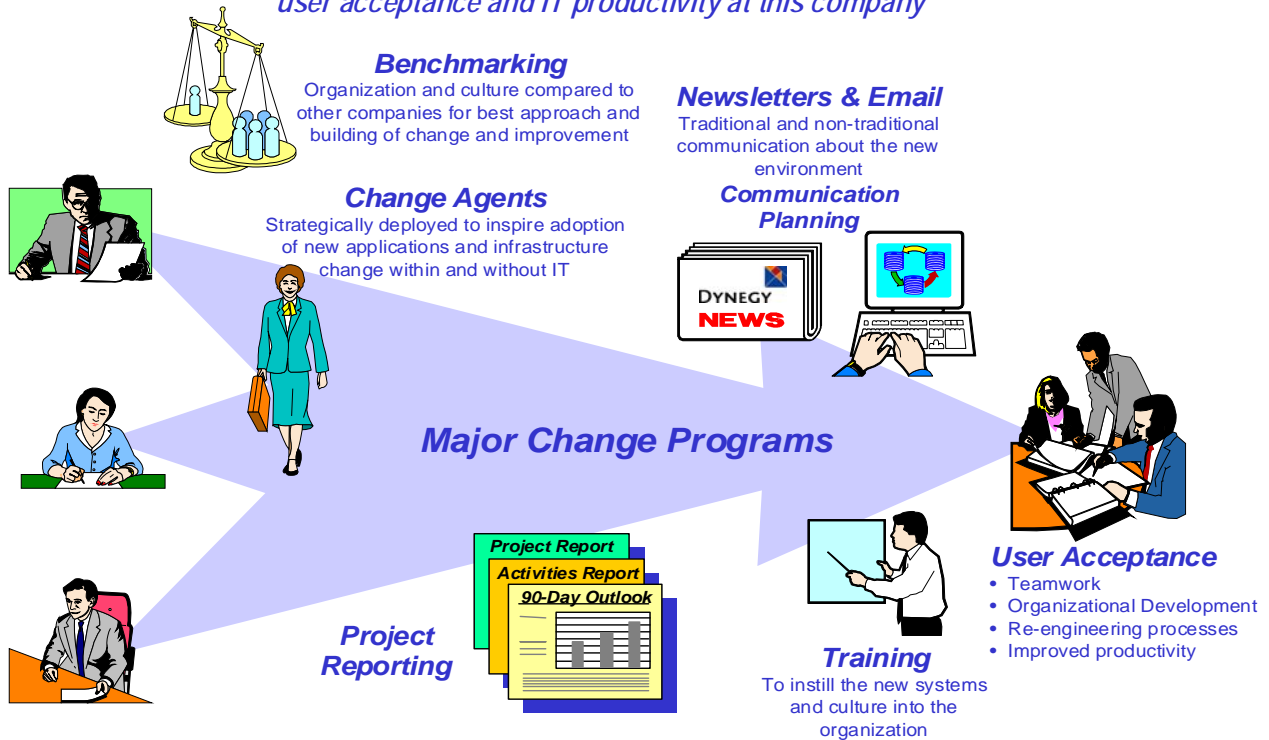 user acceptance and IT productivity at this company
Benchmarking
Organization and culture compared to
other companies for best approach and
building of change and improvement
Newsletters & Email
Traditional and non-traditional
communication about the new
environment
Communication
Planning
Change Agents
Strategically deployed to inspire adoption
of new applications and infrastructure
change within and without IT
DYNEGY
NEWS
Major Change Programs
Project Report
Activities Report
90-Day Outlook
Project
Reporting
Training
To instill the new systems
and culture into the
organization
User Acceptance
• Teamwork
• Organizational Development
• Re-engineering processes
• Improved productivity